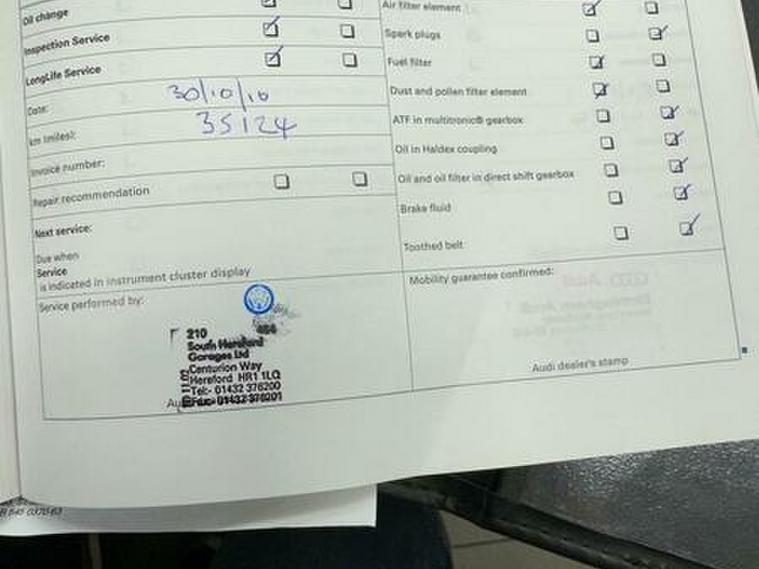 Oil change
Inspection Service
LongLife Service
Date: 30/10/10
km (miles): 35124
Invoice number:
Repair recommendation
Next service:
Due when
Service
is indicated in instrument cluster display
Service performed by:
210
South Hereford
Garages Ltd
Centurion Way
Hereford HR1 1LQ
Tel:- 01432 376200
Fax:- 01432 376201
Air filter element
Spark plugs
Fuel filter
Dust and pollen filter element
ATF in multitronic® gearbox
Oil in Haldex coupling
Oil and oil filter in direct shift gearbox
Brake fluid
Toothed belt
Mobility guarantee confirmed:
Audi dealer's stamp